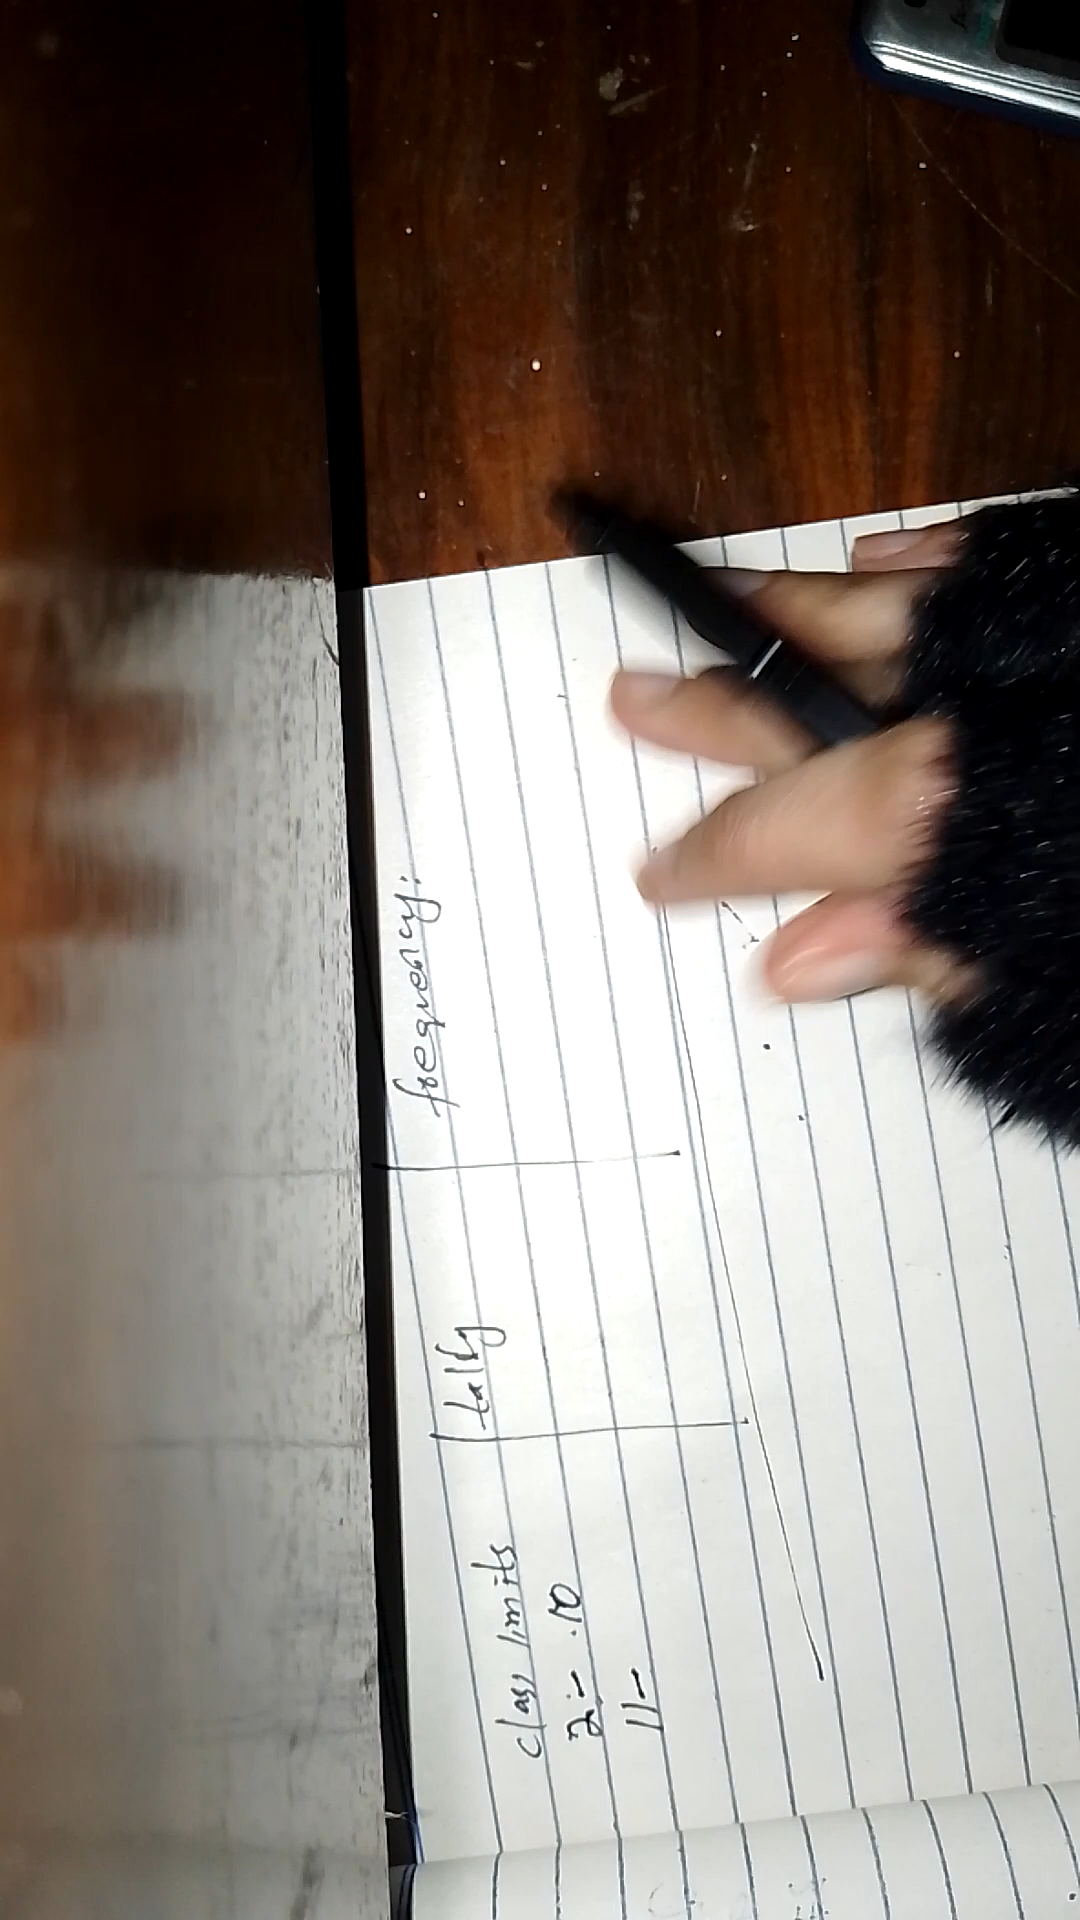 class limits | tally | frequency.
2 - 10
11 -